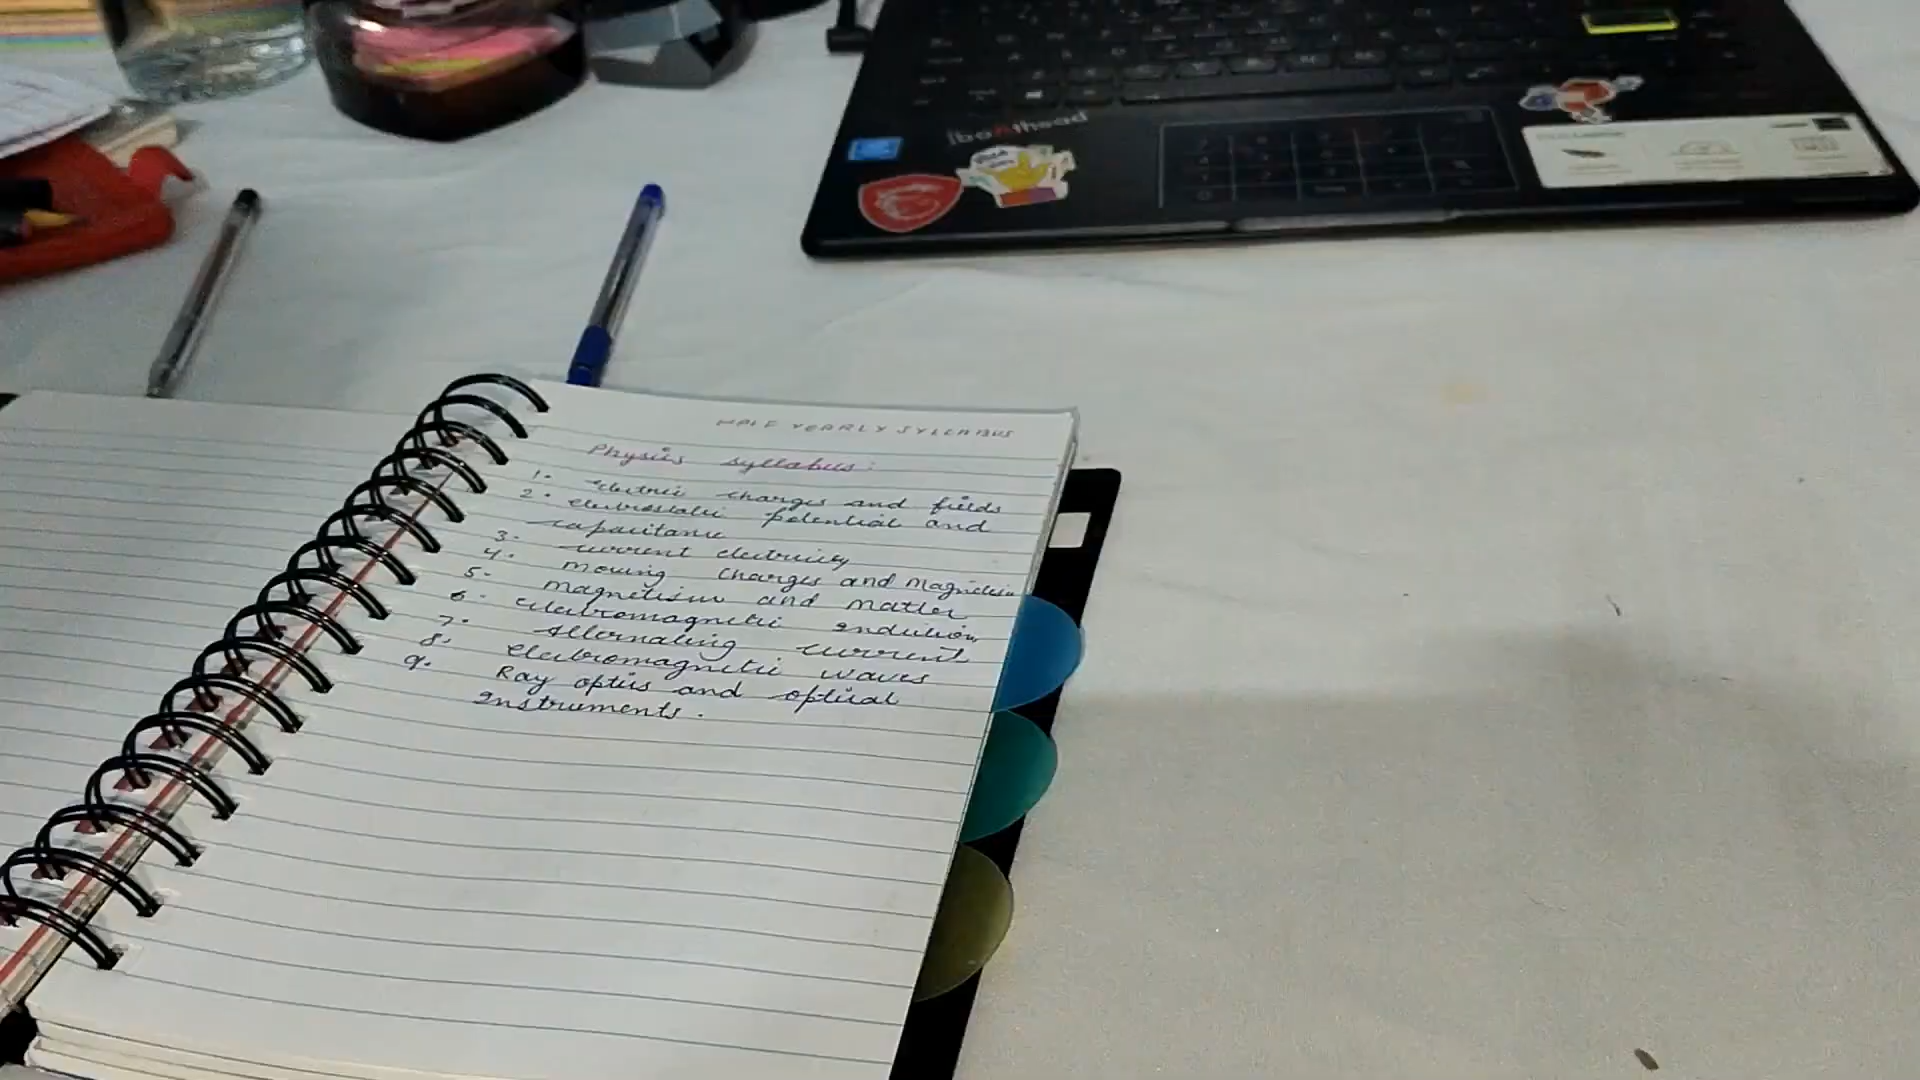 HALF YEARLY SYLLABUS
Physics syllabus:
1. electric charges and fields
2. electrostatic potential and
capacitance
3. current electricity
4. moving charges and magnetism
5. magnetism and matter
6. electromagnetic induction
7. Alternating current
8. electromagnetic waves
9. Ray optics and optical
instruments.